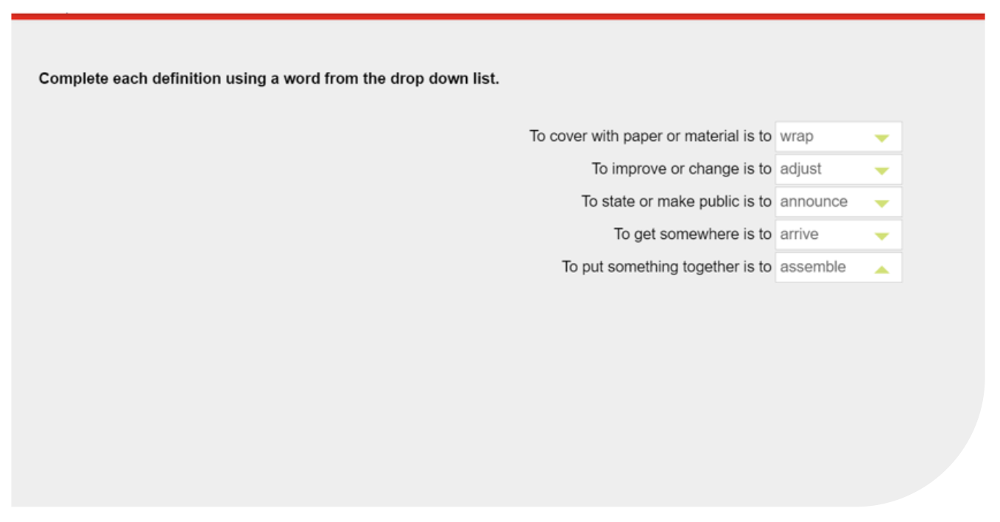 Complete each definition using a word from the drop down list.
To cover with paper or material is to wrap
To improve or change is to adjust
To state or make public is to announce
To get somewhere is to arrive
To put something together is to assemble